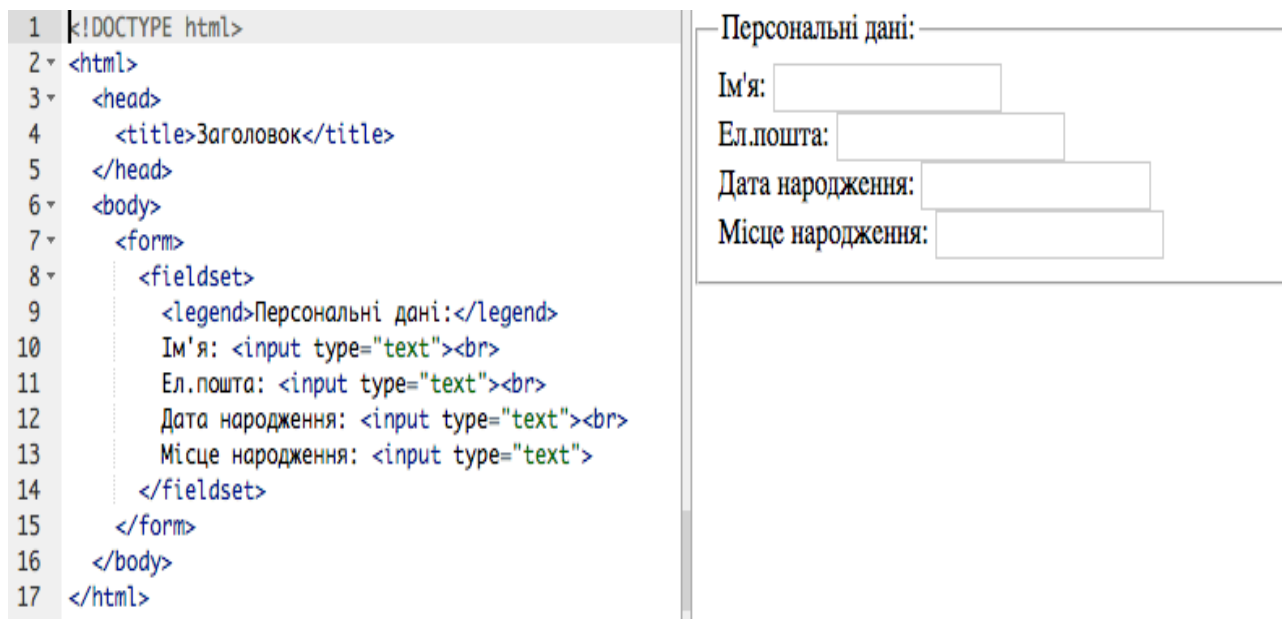 1 <!DOCTYPE html>
2 <html>
3 <head>
4 <title>Заголовок</title>
5 </head>
6 <body>
7 <form>
8 <fieldset>
9 <legend>Персональні дані:</legend>
10 Ім'я: <input type="text"><br>
11 Ел.пошта: <input type="text"><br>
12 Дата народження: <input type="text"><br>
13 Місце народження: <input type="text">
14 </fieldset>
15 </form>
16 </body>
17 </html>
Персональні дані:
Ім'я:
Ел.пошта:
Дата народження:
Місце народження: